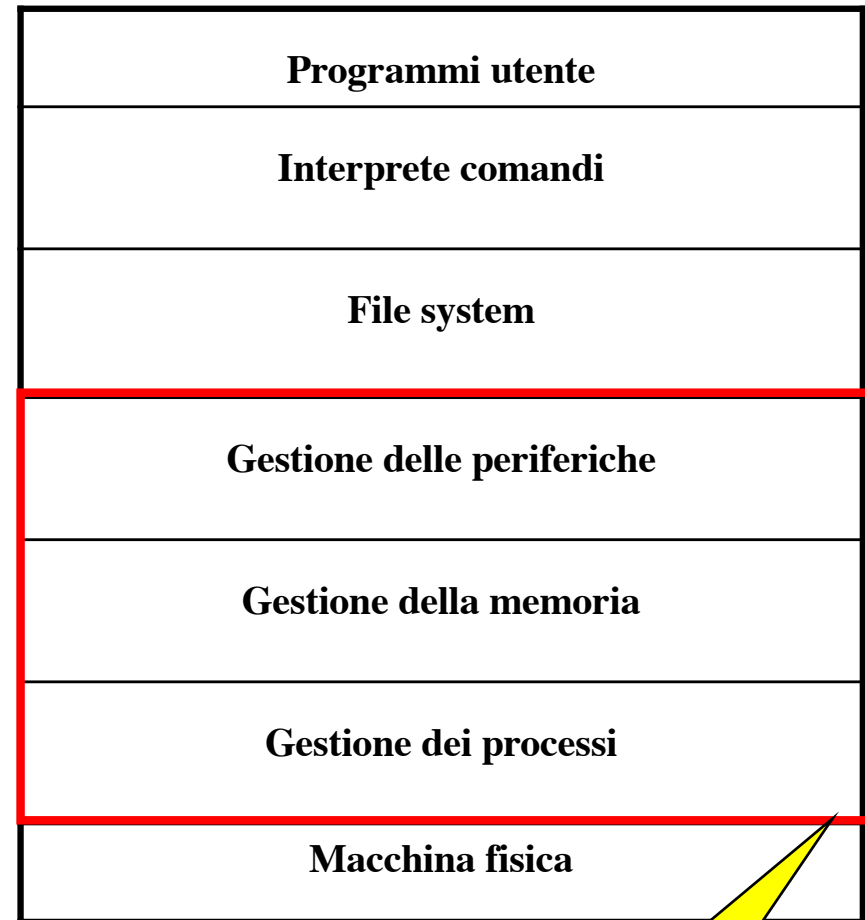 Programmi utente
Interprete comandi
File system
Gestione delle periferiche
Gestione della memoria
Gestione dei processi
Macchina fisica